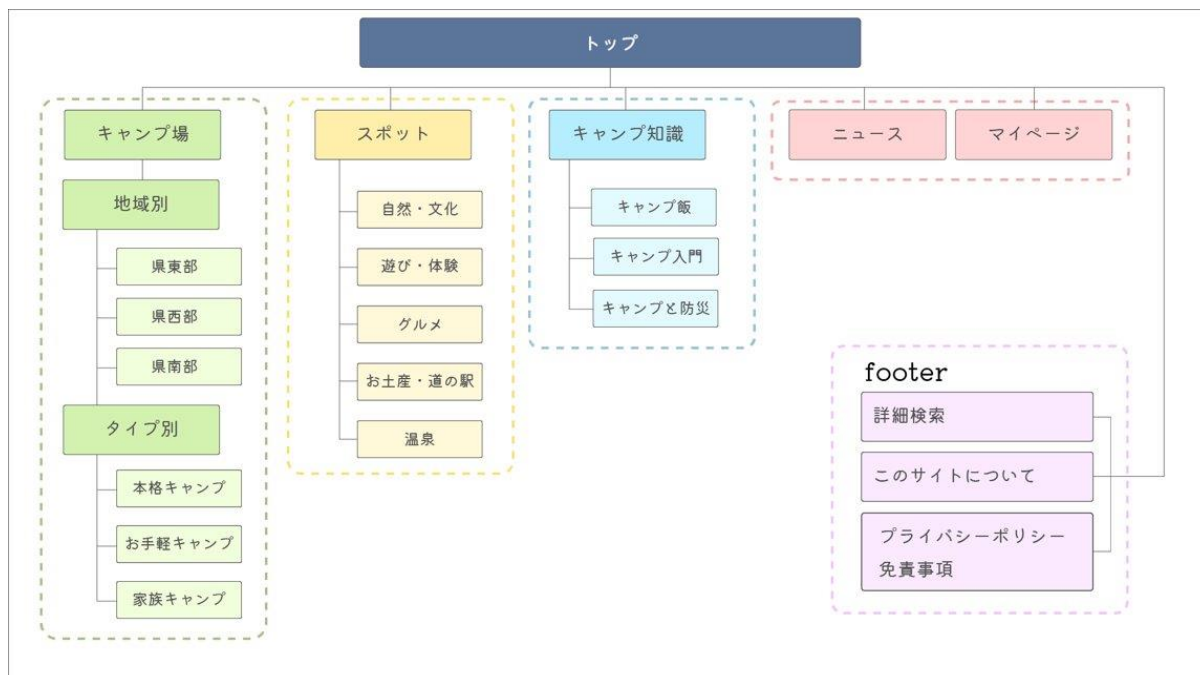 トップ
キャンプ場
地域別
県東部
県西部
県南部
タイプ別
本格キャンプ
お手軽キャンプ
家族キャンプ
スポット
自然・文化
遊び・体験
グルメ
お土産・道の駅
温泉
キャンプ知識
キャンプ飯
キャンプ入門
キャンプと防災
ニュース
マイページ
footer
詳細検索
このサイトについて
プライバシーポリシー
免責事項